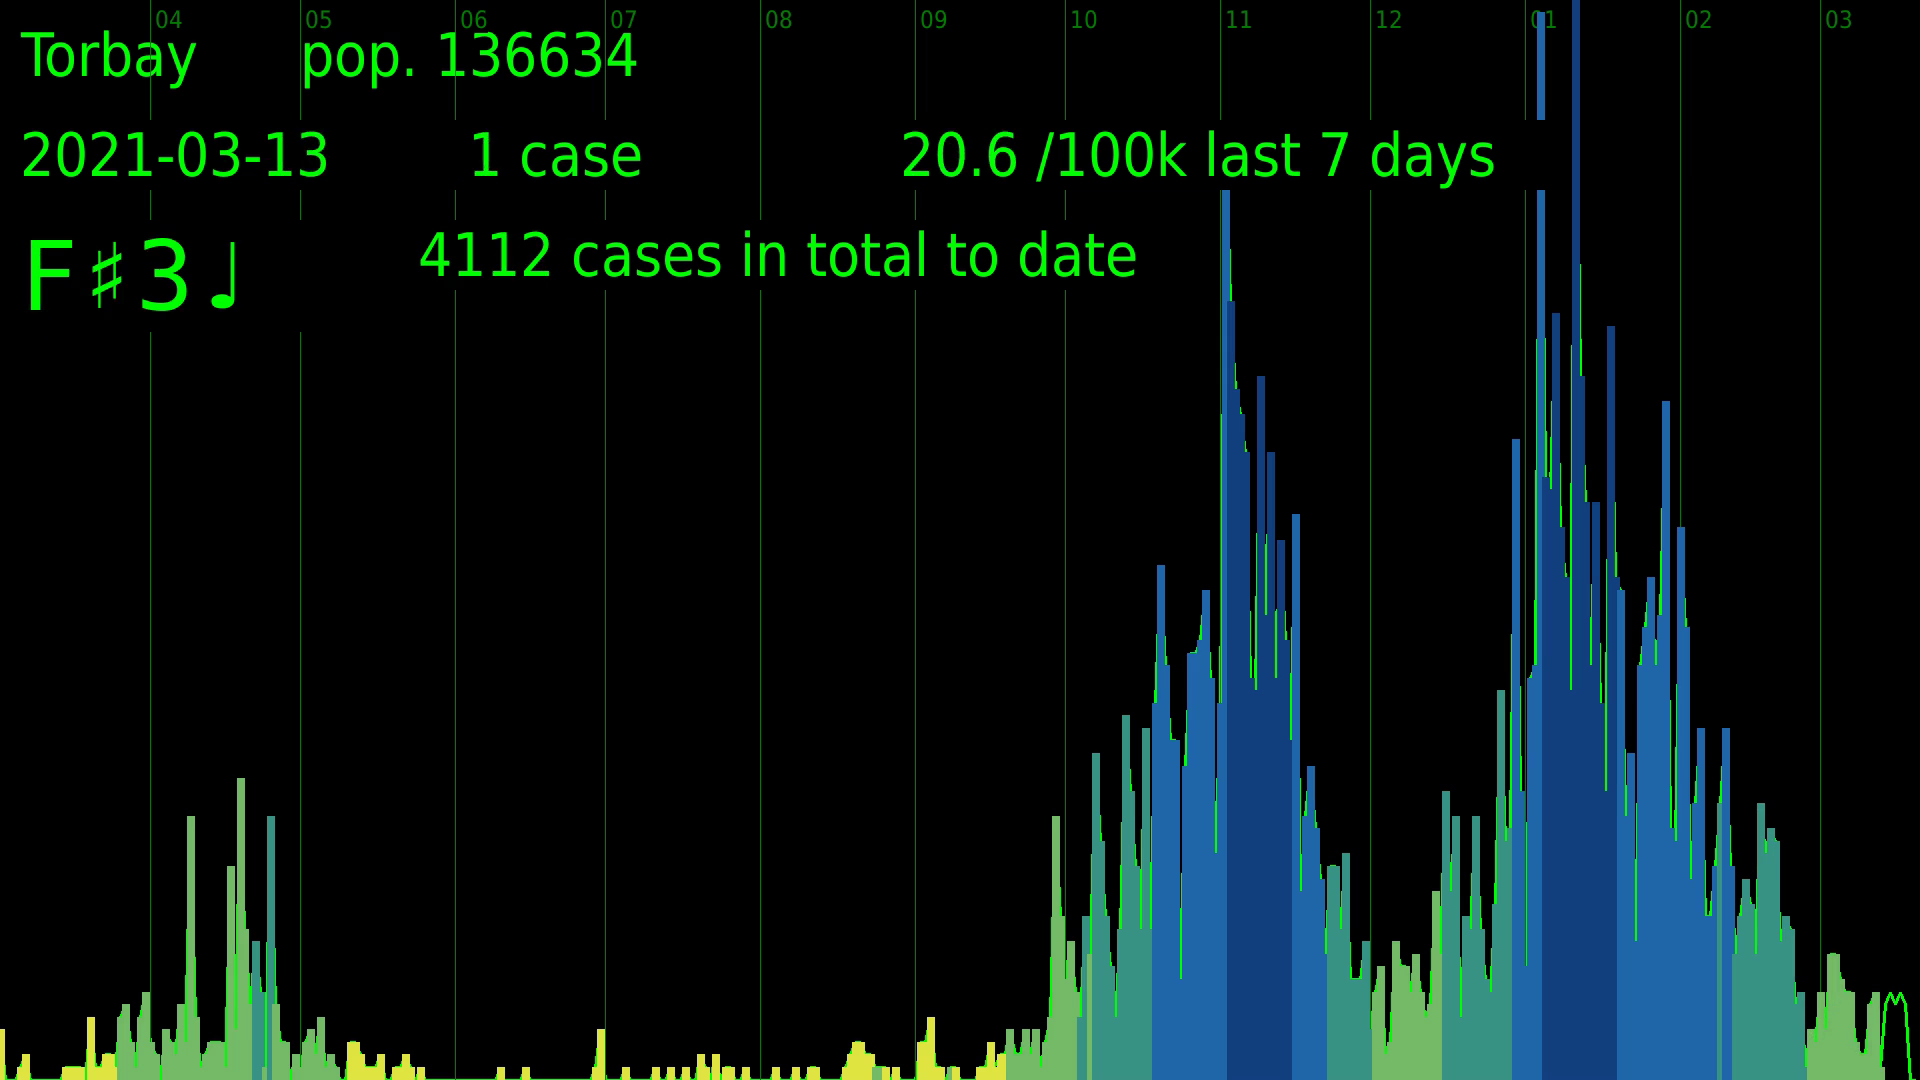 04 05 06 07 08 09 10 11 12 01 02 03
Torbay pop. 136634
2021-03-13 1 case 20.6 /100k last 7 days
F♯3♩ 4112 cases in total to date